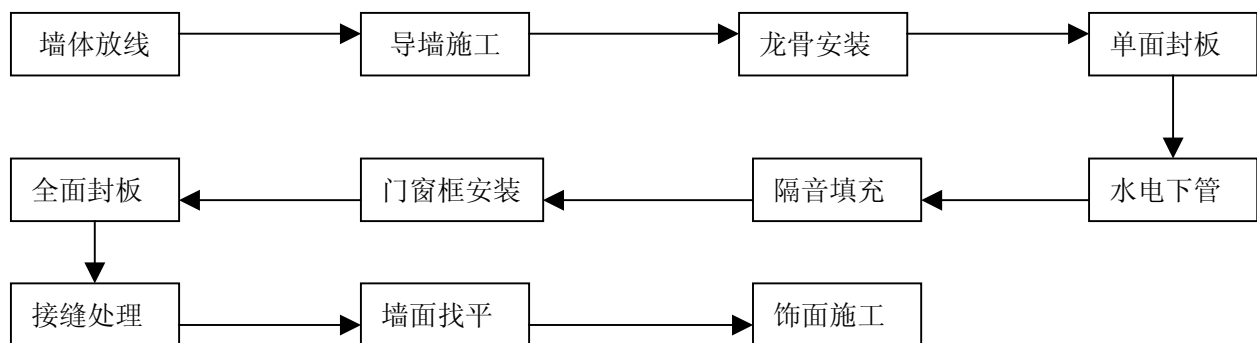 墙体放线
导墙施工
龙骨安装
单面封板
水电下管
隔音填充
门窗框安装
全面封板
接缝处理
墙面找平
饰面施工